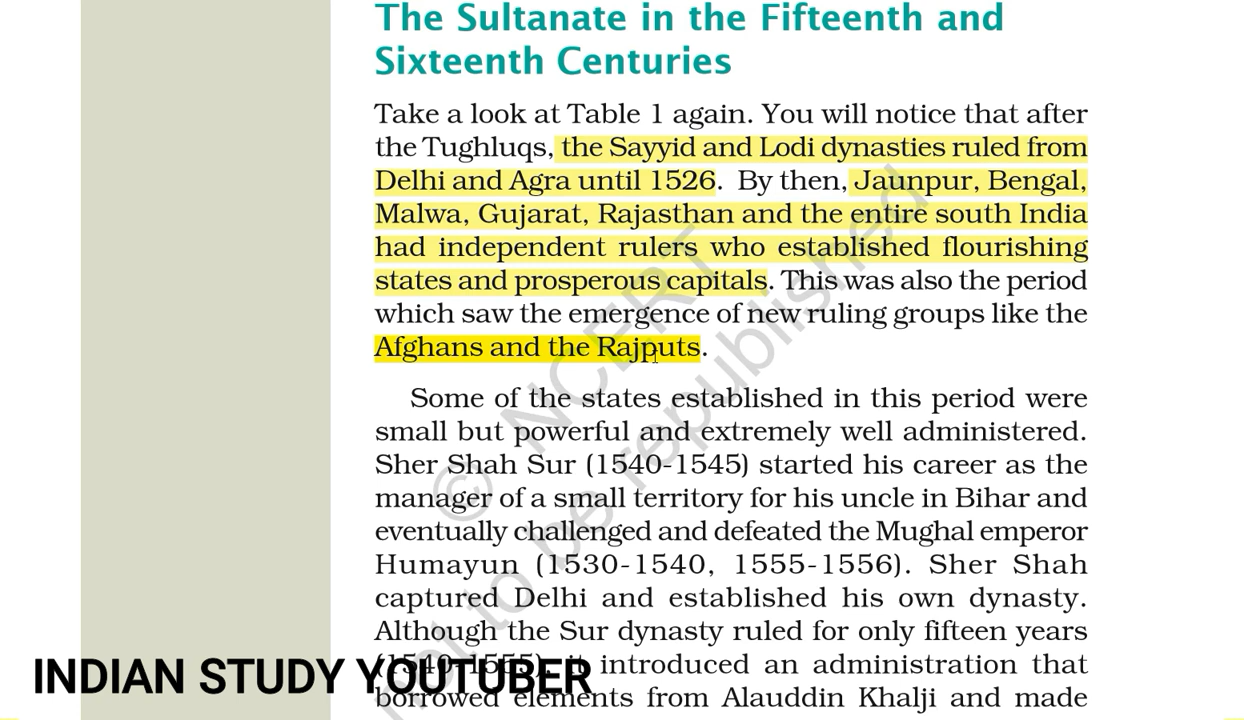 The Sultanate in the Fifteenth and
Sixteenth Centuries
Take a look at Table 1 again. You will notice that after
the Tughluqs, the Sayyid and Lodi dynasties ruled from
Delhi and Agra until 1526. By then, Jaunpur, Bengal,
Malwa, Gujarat, Rajasthan and the entire south India
had independent rulers who established flourishing
states and prosperous capitals. This was also the period
which saw the emergence of new ruling groups like the
Afghans and the Rajputs.
Some of the states established in this period were
small but powerful and extremely well administered.
Sher Shah Sur (1540-1545) started his career as the
manager of a small territory for his uncle in Bihar and
eventually challenged and defeated the Mughal emperor
Humayun (1530-1540, 1555-1556). Sher Shah
captured Delhi and established his own dynasty.
Although the Sur dynasty ruled for only fifteen years
(1540-1555), it introduced an administration that
borrowed elements from Alauddin Khalji and made
© NCERT
not to be republished
INDIAN STUDY YOUTUBER